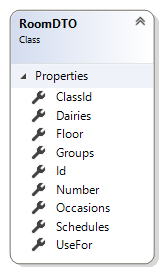 RoomDTO
Class
Properties
ClassId
Dairies
Floor
Groups
Id
Number
Occasions
Schedules
UseFor